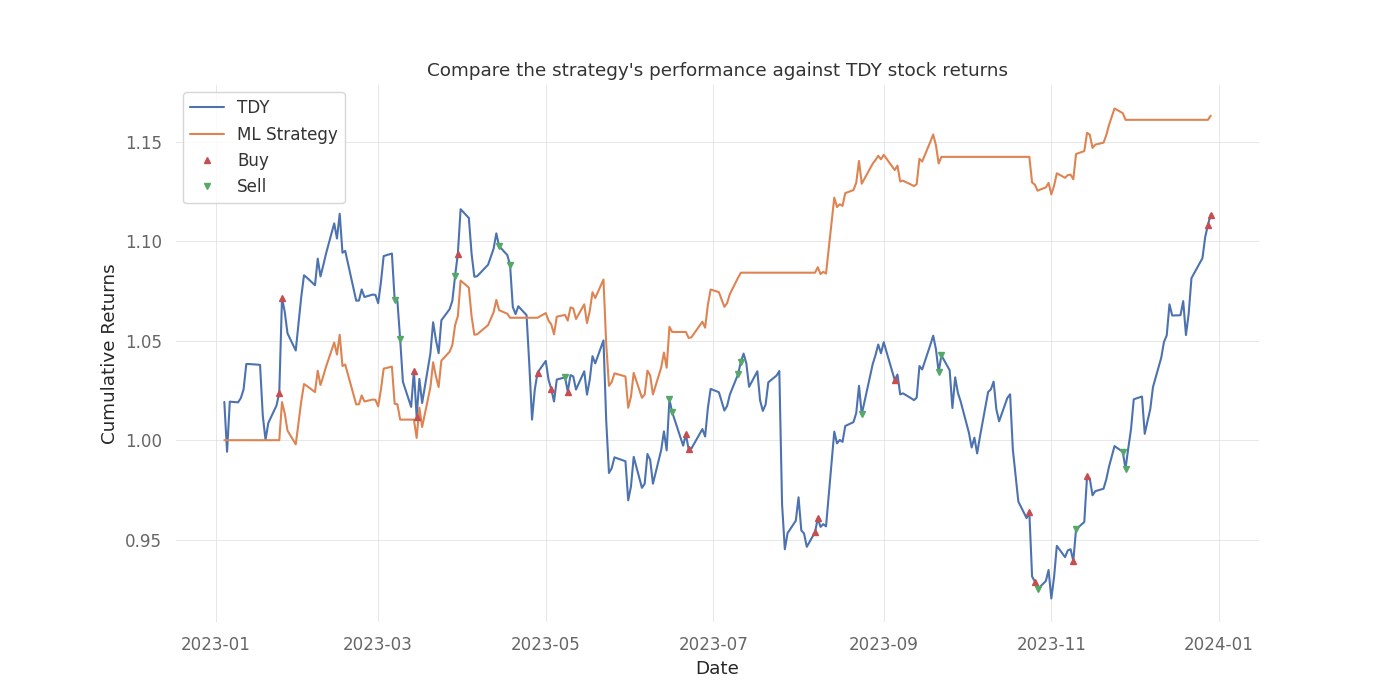 Compare the strategy's performance against TDY stock returns
TDY
ML Strategy
Buy
Sell
Cumulative Returns
1.15
1.10
1.05
1.00
0.95
2023-01 2023-03 2023-05 2023-07 2023-09 2023-11 2024-01
Date